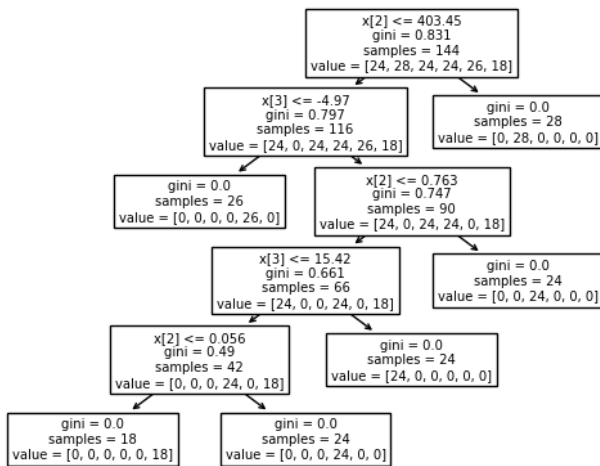 x[2] <= 403.45
gini = 0.831
samples = 144
value = [24, 28, 24, 24, 26, 18]
x[3] <= -4.97
gini = 0.797
samples = 116
value = [24, 0, 24, 24, 26, 18]
gini = 0.0
samples = 28
value = [0, 28, 0, 0, 0, 0]
gini = 0.0
samples = 26
value = [0, 0, 0, 0, 26, 0]
x[2] <= 0.763
gini = 0.747
samples = 90
value = [24, 0, 24, 24, 0, 18]
x[3] <= 15.42
gini = 0.661
samples = 66
value = [24, 0, 0, 24, 0, 18]
gini = 0.0
samples = 24
value = [0, 0, 24, 0, 0, 0]
x[2] <= 0.056
gini = 0.49
samples = 42
value = [0, 0, 0, 24, 0, 18]
gini = 0.0
samples = 24
value = [24, 0, 0, 0, 0, 0]
gini = 0.0
samples = 18
value = [0, 0, 0, 0, 0, 18]
gini = 0.0
samples = 24
value = [0, 0, 0, 24, 0, 0]